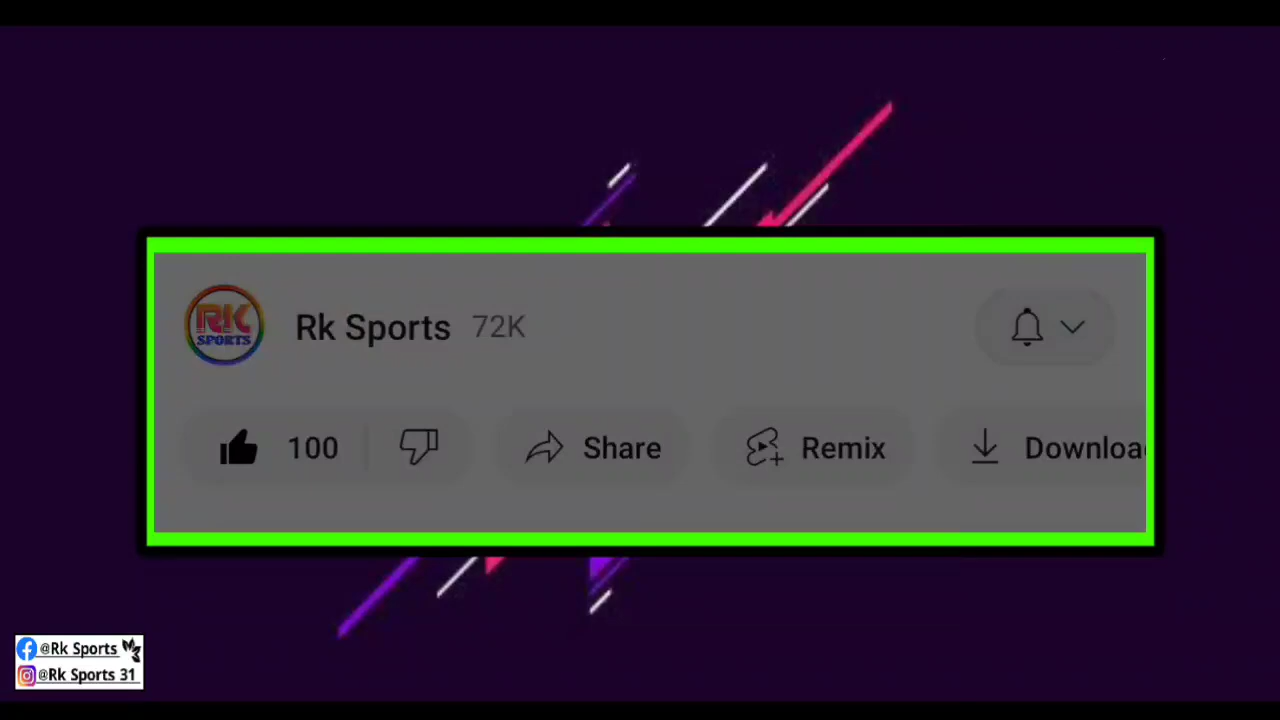 RK
SPORTS
Rk Sports 72K
100 Share Remix Downloa
@Rk Sports
@Rk Sports 31